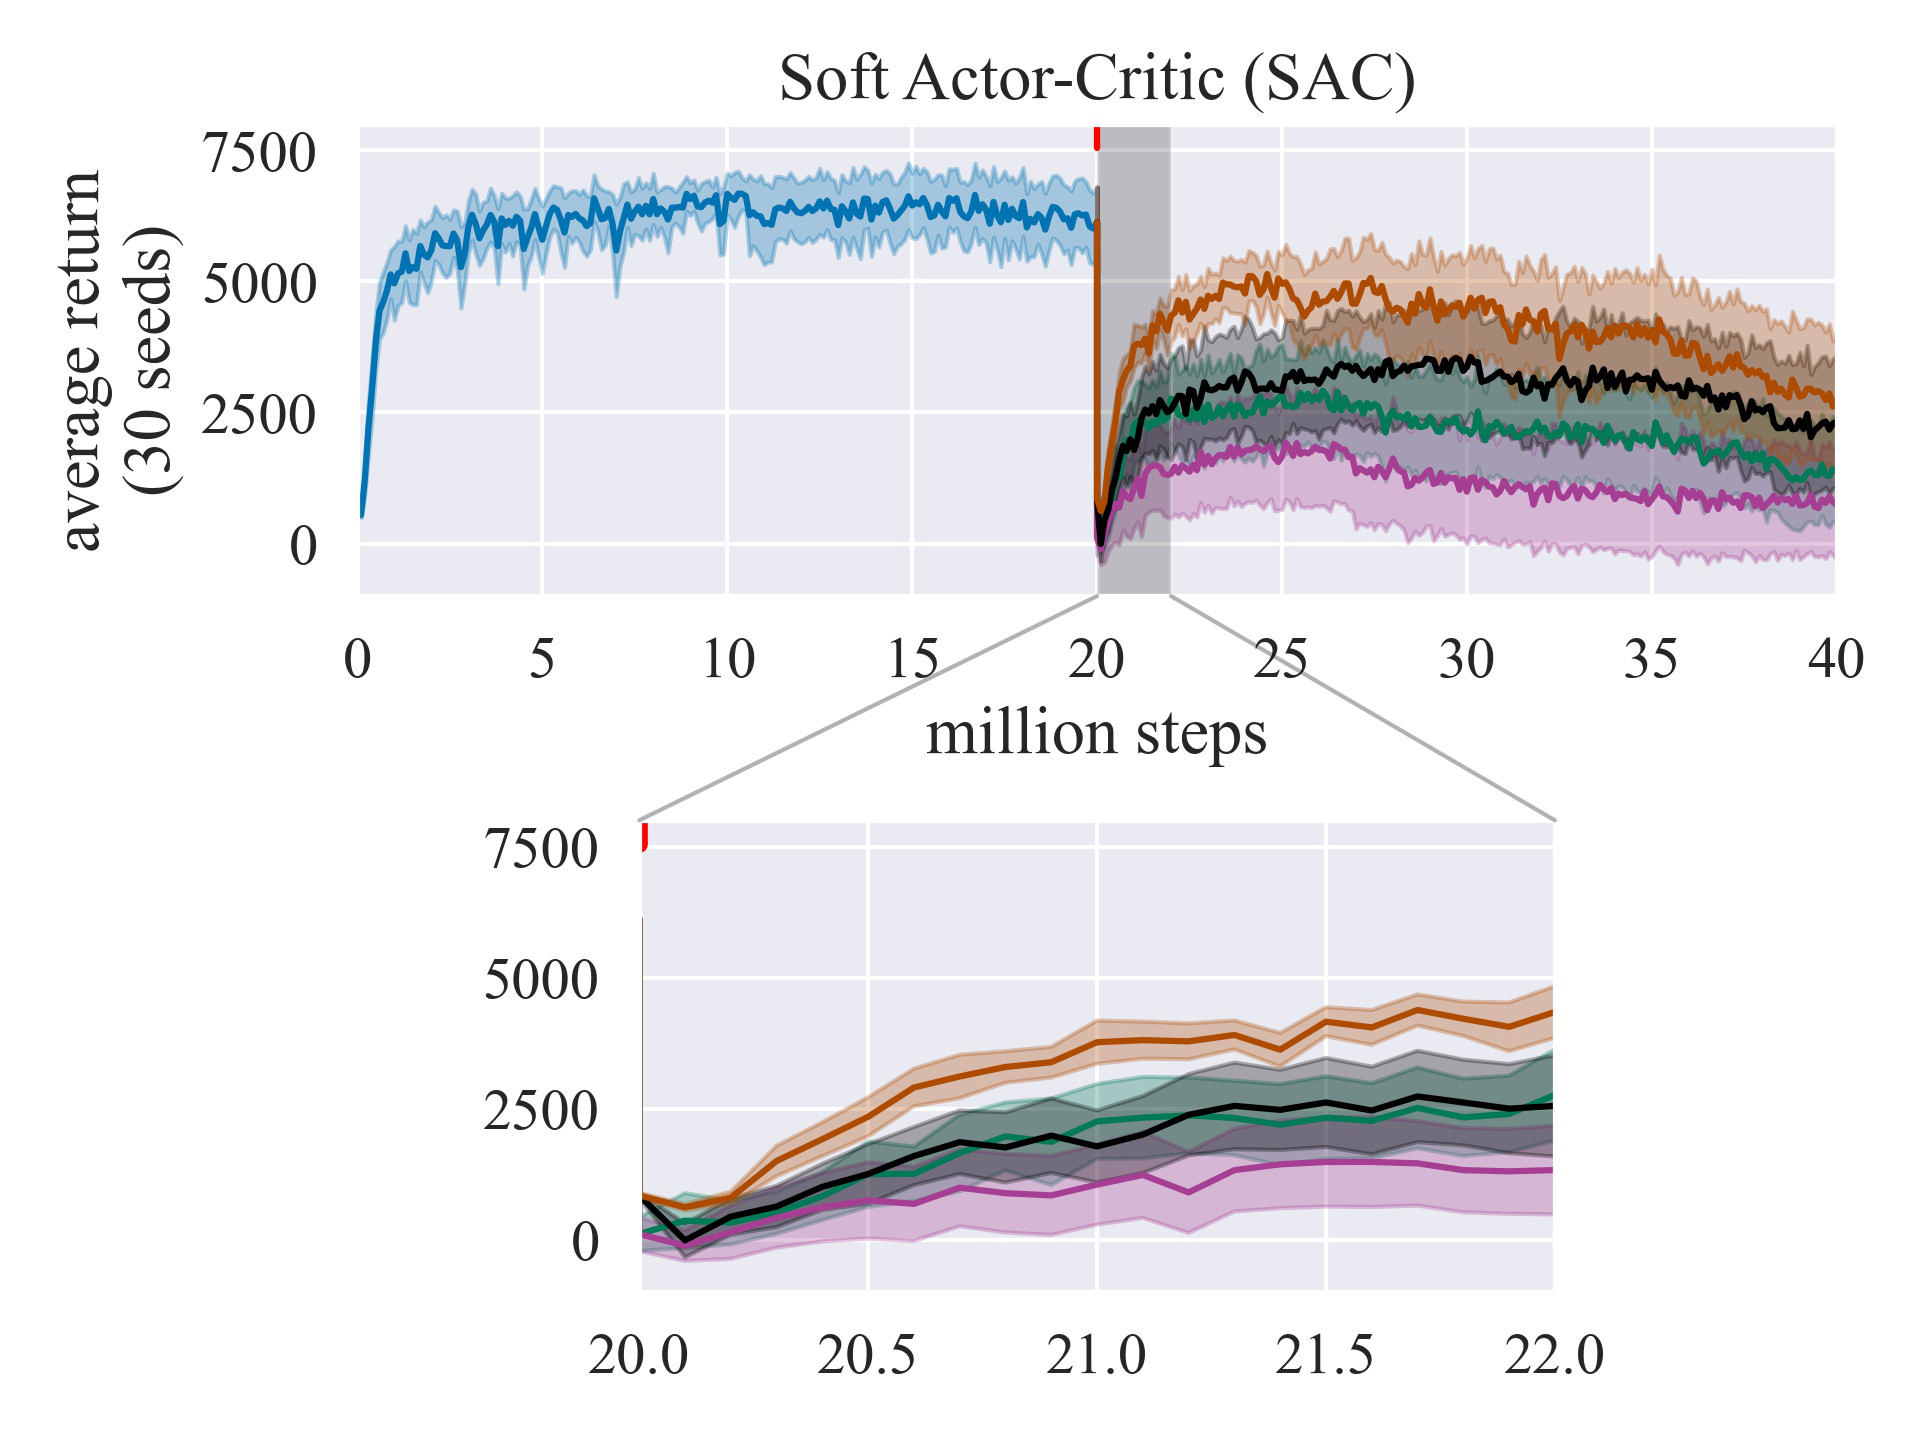 Soft Actor-Critic (SAC)
average return
(30 seeds)
7500
5000
2500
0
0 5 10 15 20 25 30 35 40
million steps
7500
5000
2500
0
20.0 20.5 21.0 21.5 22.0